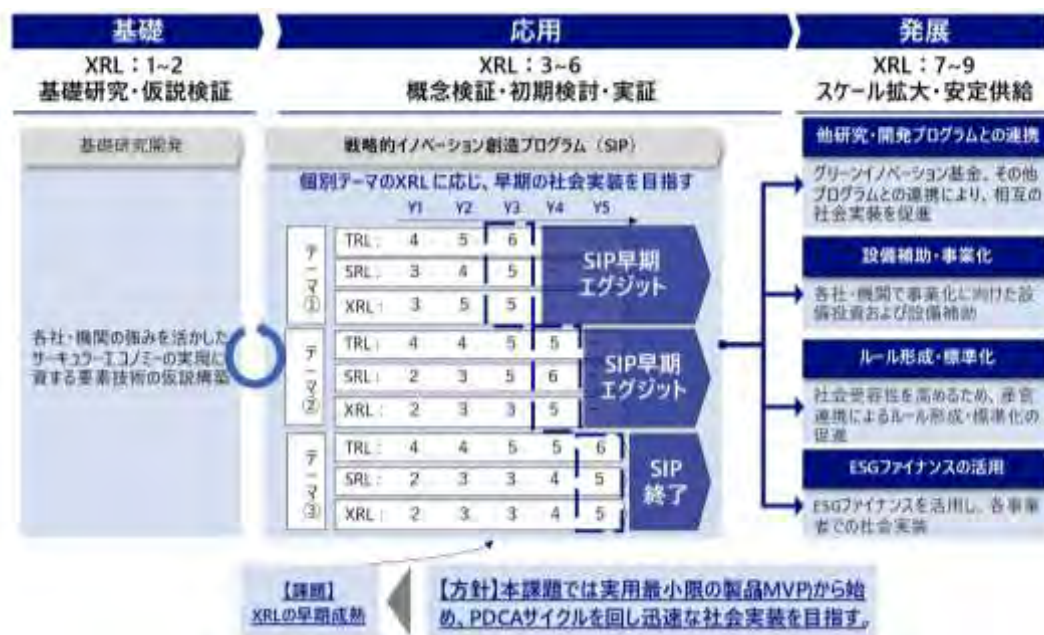 基礎
XRL：1~2
基礎研究・仮説検証
基礎研究開発
各社・機関の強みを活かした
サーキュラーエコノミーの実現に
資する要素技術の仮説構築
応用
XRL：3~6
概念検証・初期検討・実証
戦略的イノベーション創造プログラム（SIP）
個別テーマのXRLに応じ、早期の社会実装を目指す
Y1 Y2 Y3 Y4 Y5
テーマ①
TRL： 4 5 6
SRL： 3 4 5
XRL： 3 5 5
SIP早期
エグジット
テーマ②
TRL： 4 4 5 5
SRL： 2 3 5 6
XRL： 2 3 3 5
SIP早期
エグジット
テーマ③
TRL： 4 4 5 5 6
SRL： 2 3 3 4 5
XRL： 2 3 3 4 5
SIP
終了
発展
XRL：7~9
スケール拡大・安定供給
他研究・開発プログラムとの連携
グリーンイノベーション基金、その他
プログラムとの連携により、相互の
社会実装を促進
設備補助・事業化
各社・機関で事業化に向けた設
備投資および設備補助
ルール形成・標準化
社会受容性を高めるため、産官
連携によるルール形成・標準化の
促進
ESGファイナンスの活用
ESGファイナンスを活用し、各事業
者での社会実装
【課題】
XRLの早期成熟
【方針】本課題では実用最小限の製品MVP)から始
め、PDCAサイクルを回し迅速な社会実装を目指す。